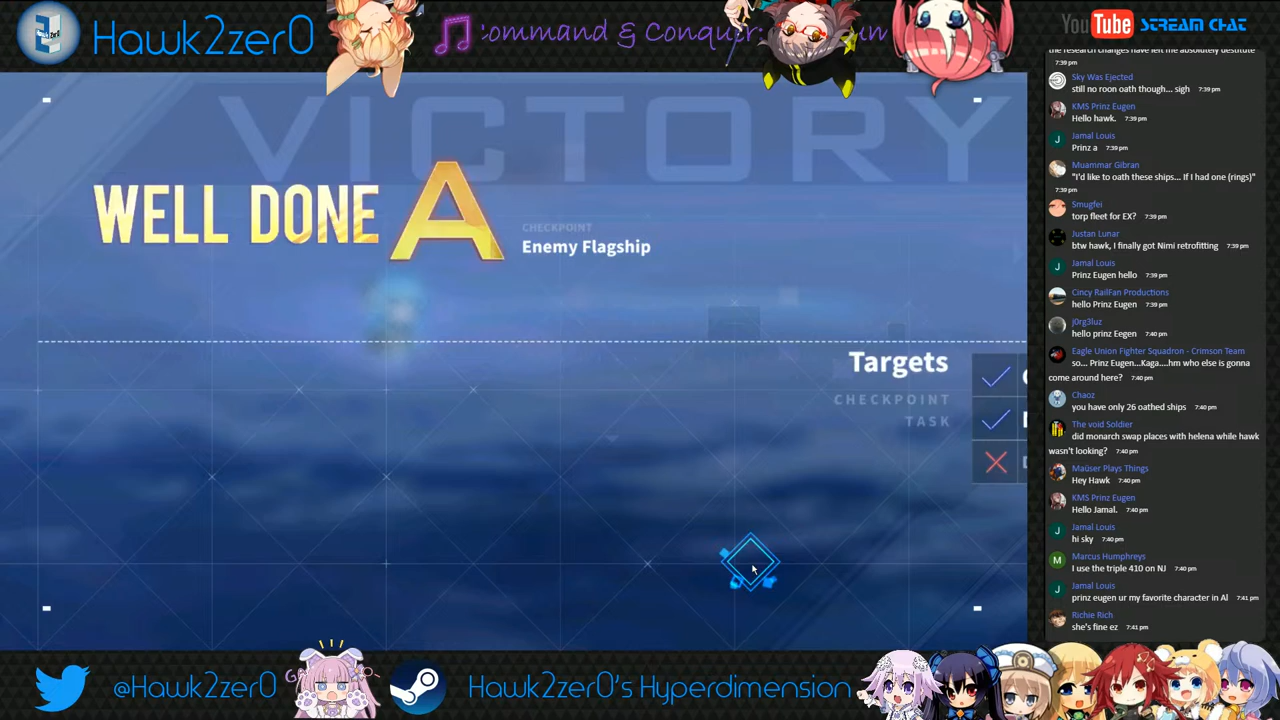 Hawk2zer0
Command & Conquer:
VICTORY
WELL DONE A
CHECKPOINT
Enemy Flagship
Targets
CHECKPOINT
TASK
You Tube STREAM CHAT
the research changes have left me absolutely destitute
7:39 pm
Sky Was Ejected
still no roon oath though... sigh 7:39 pm
KMS Prinz Eugen
Hello hawk. 7:39 pm
Jamal Louis
Prinz a 7:39 pm
Muammar Gibran
"I'd like to oath these ships... If I had one (rings)"
7:39 pm
Smugfei
torp fleet for EX? 7:39 pm
Justan Lunar
btw hawk, I finally got Nimi retrofitting 7:39 pm
Jamal Louis
Prinz Eugen hello 7:39 pm
Cincy RailFan Productions
hello Prinz Eugen 7:39 pm
j0rg3luz
hello prinz Eegen 7:40 pm
Eagle Union Fighter Squadron - Crimson Team
so... Prinz Eugen...Kaga....hm who else is gonna
come around here? 7:40 pm
Chaoz
you have only 26 oathed ships 7:40 pm
The void Soldier
did monarch swap places with helena while hawk
wasn't looking? 7:40 pm
Maüser Plays Things
Hey Hawk 7:40 pm
KMS Prinz Eugen
Hello Jamal. 7:40 pm
Jamal Louis
hi sky 7:40 pm
Marcus Humphreys
I use the triple 410 on NJ 7:40 pm
Jamal Louis
prinz eugen ur my favorite character in Al 7:41 pm
Richie Rich
she's fine ez 7:41 pm
@Hawk2zer0
Hawk2zer0's Hyperdimension